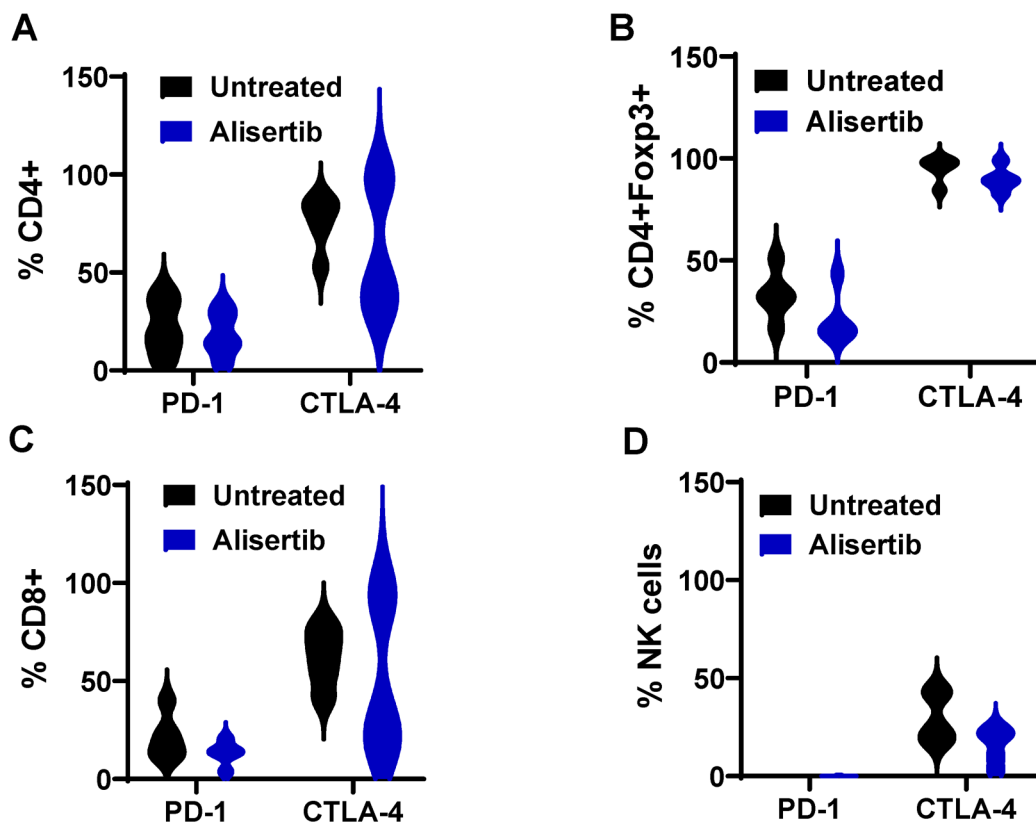 A
% CD4+
150
100
50
0
Untreated
Alisertib
PD-1 CTLA-4
B
% CD4+Foxp3+
150
100
50
0
Untreated
Alisertib
PD-1 CTLA-4
C
% CD8+
150
100
50
0
Untreated
Alisertib
PD-1 CTLA-4
D
% NK cells
150
100
50
0
Untreated
Alisertib
PD-1 CTLA-4